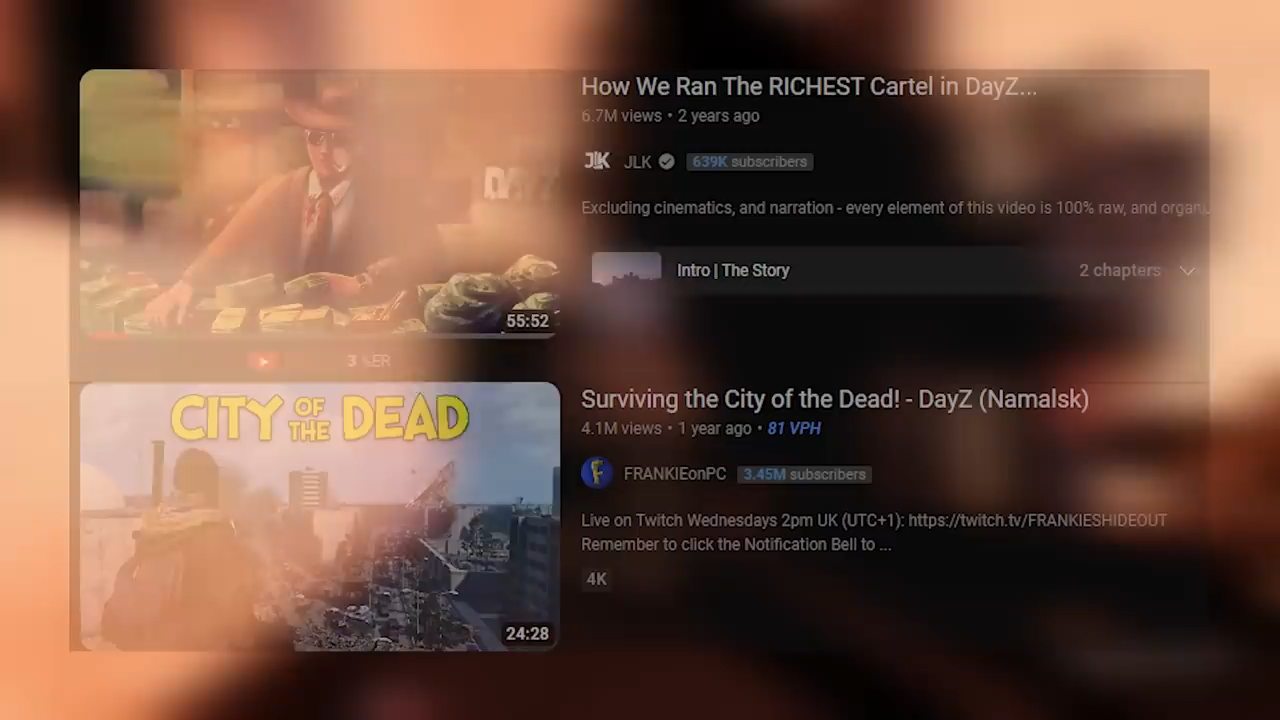 How We Ran The RICHEST Cartel in DayZ...
6.7M views • 2 years ago
JLK JLK 639K subscribers
Excluding cinematics, and narration - every element of this video is 100% raw, and
Intro | The Story 2 chapters
55:52
CITY OF THE DEAD
Surviving the City of the Dead! - DayZ (Namalsk)
4.1M views • 1 year ago • 81 VPH
FRANKIEonPC 3.45M subscribers
Live on Twitch Wednesdays 2pm UK (UTC+1): https://twitch.tv/FRANKIESHIDEOUT
Remember to click the Notification Bell to ...
4K
24:28